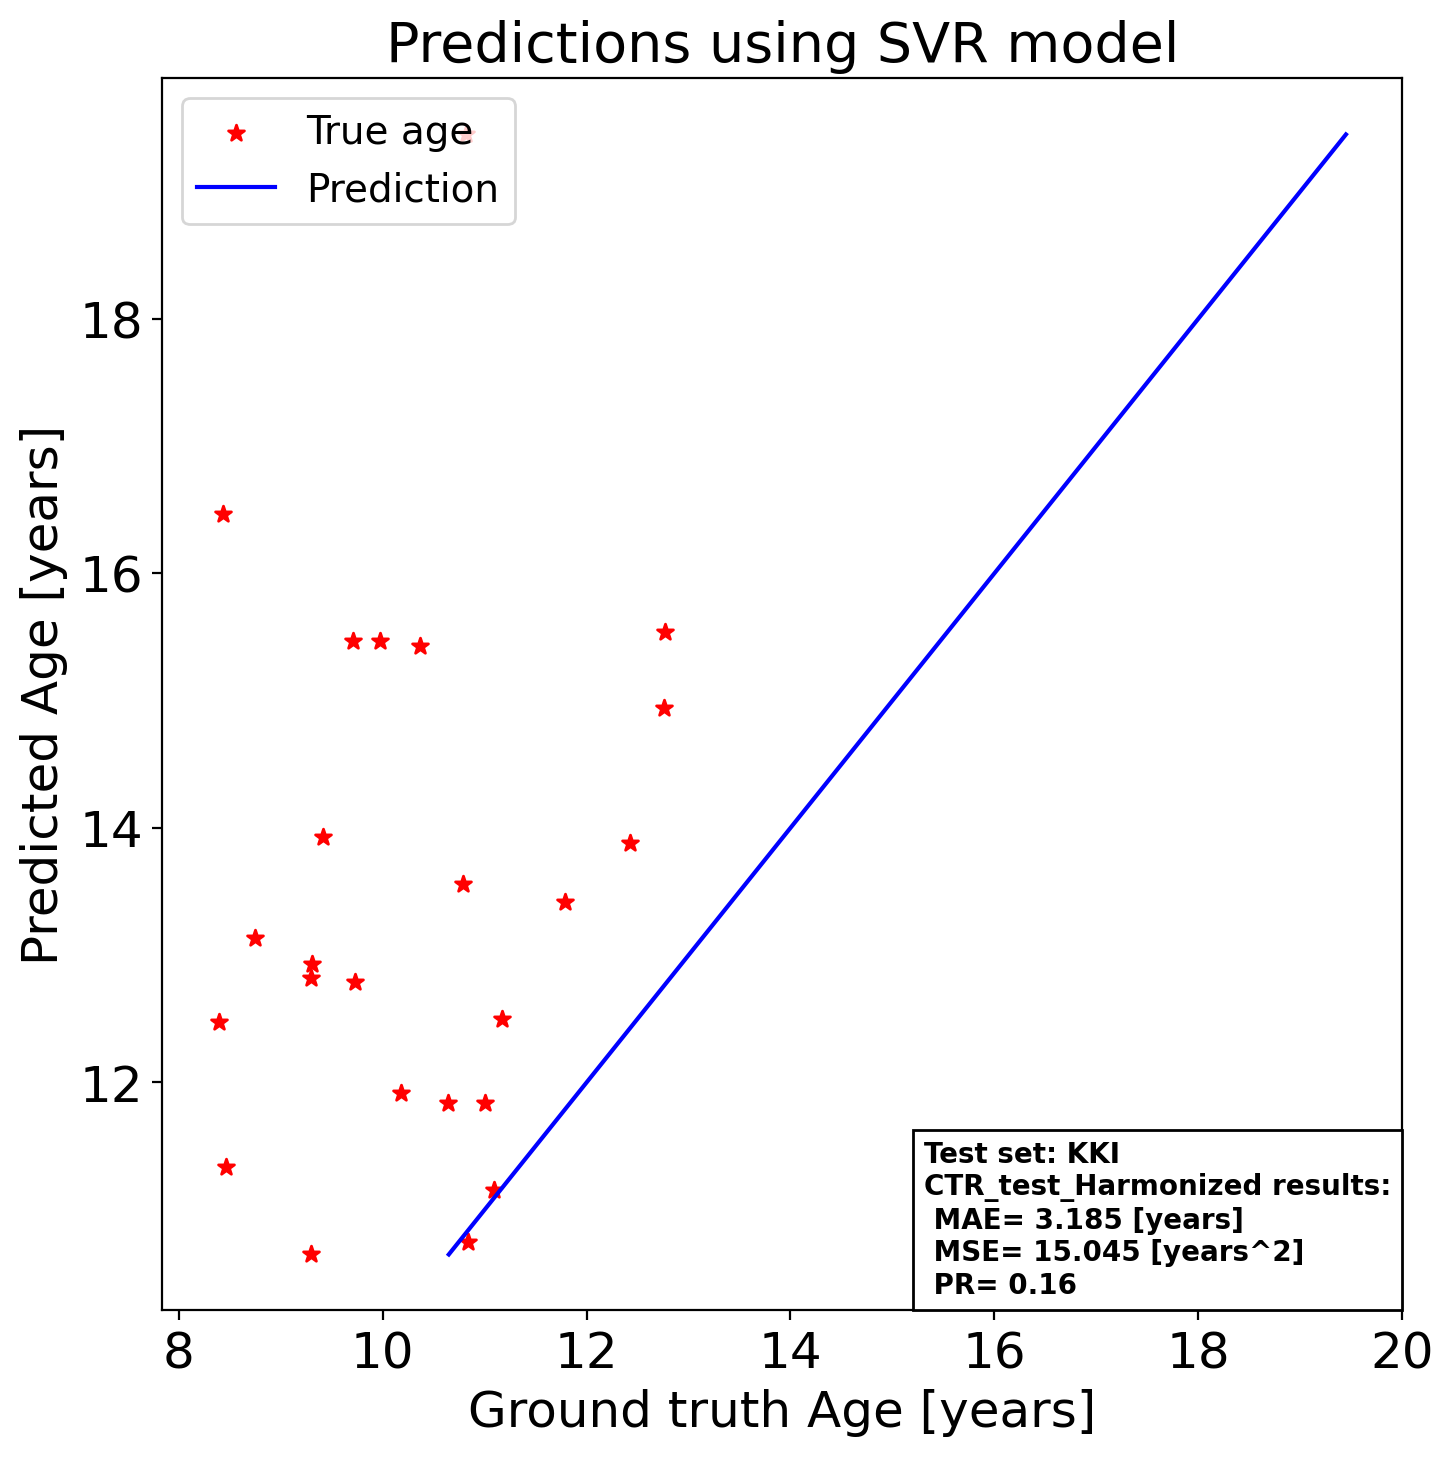 Predictions using SVR model
True age
Prediction
18
16
14
12
Predicted Age [years]
8 10 12 14 16 18 20
Ground truth Age [years]
Test set: KKI
CTR_test_Harmonized results:
MAE= 3.185 [years]
MSE= 15.045 [years^2]
PR= 0.16